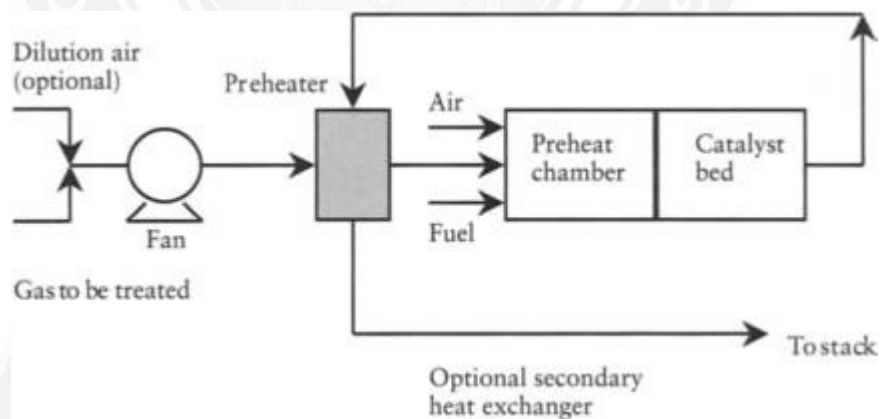 Dilution air
(optional)
Preheater
Air
Preheat
chamber
Catalyst
bed
Fan
Fuel
Gas to be treated
To stack
Optional secondary
heat exchanger